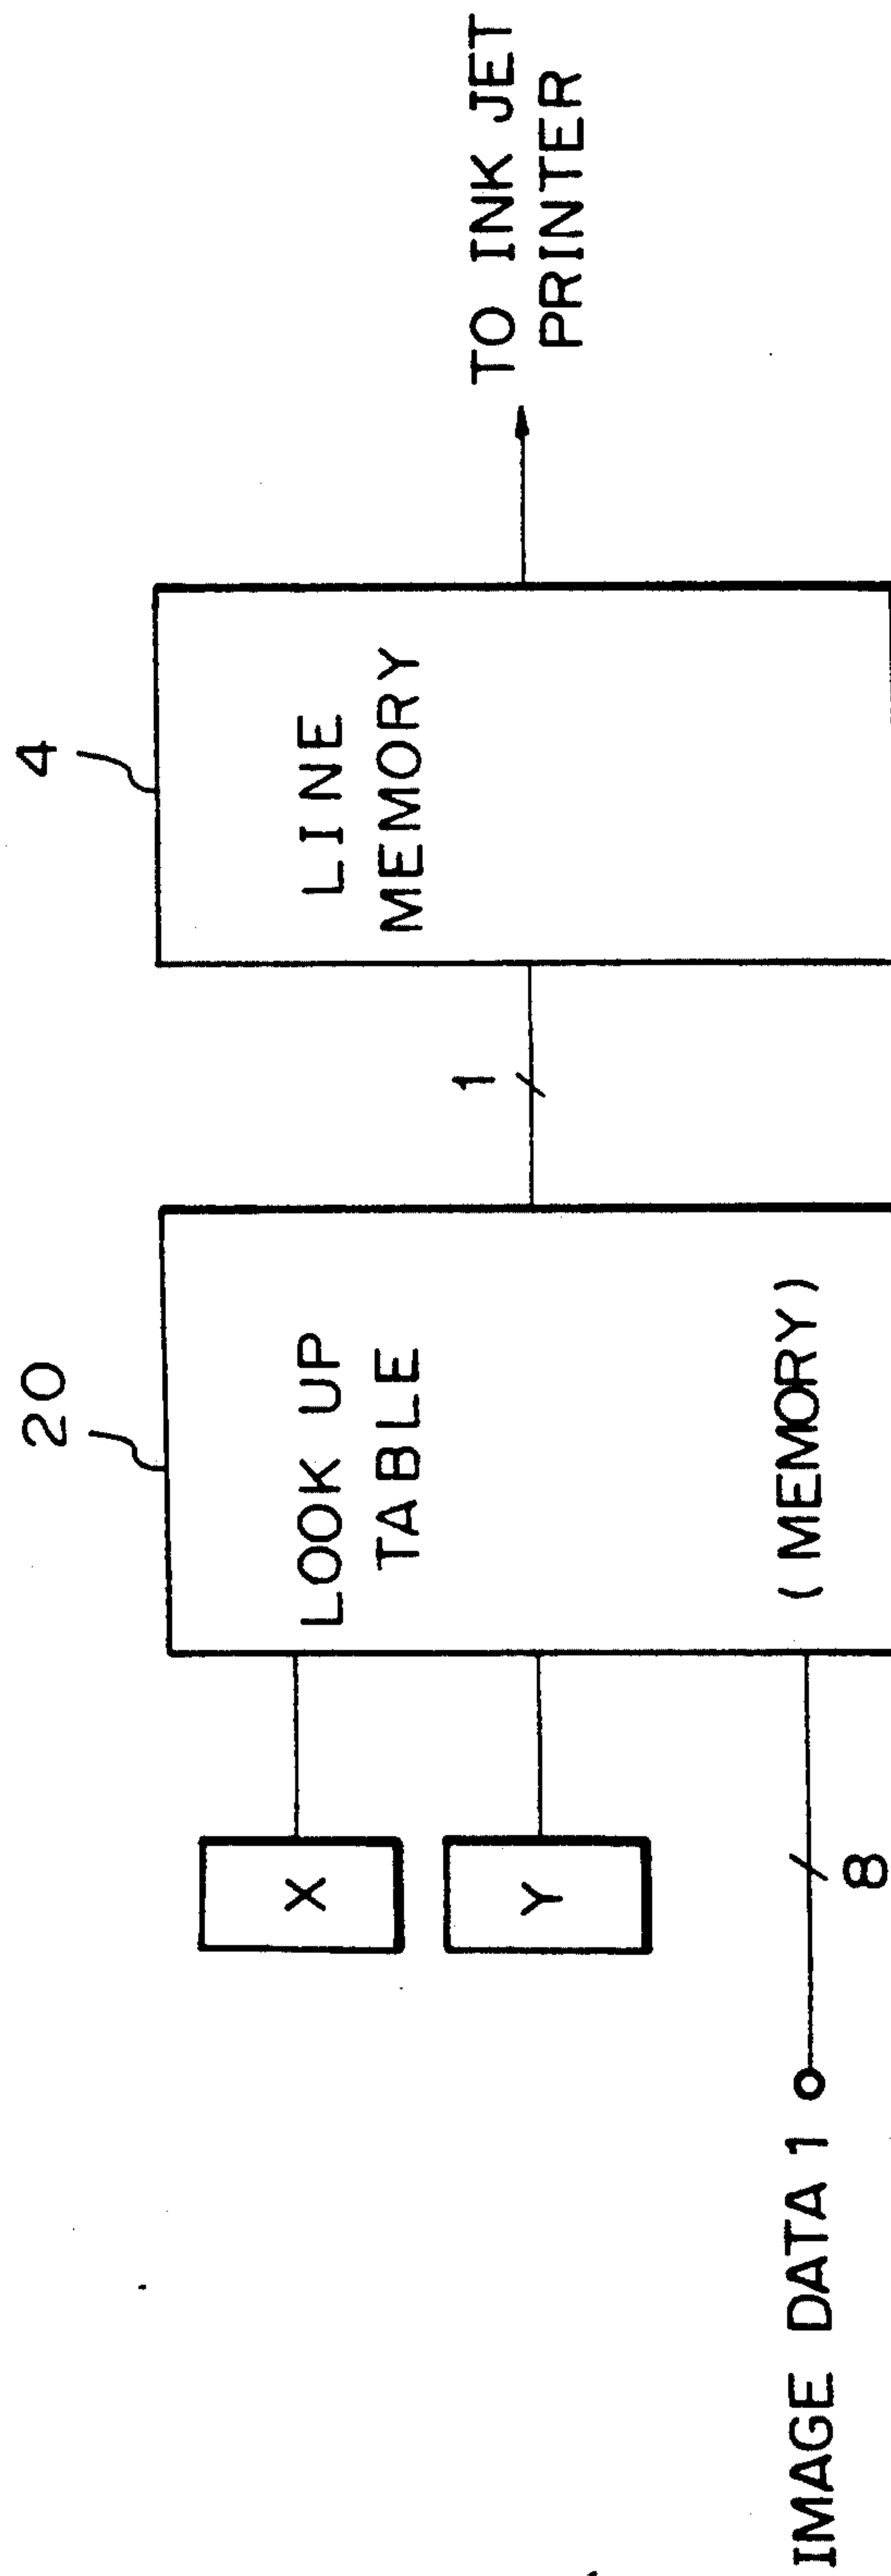 20
4
X
LOOK UP
TABLE
LINE
MEMORY
TO INK JET
PRINTER
1
Y
(MEMORY)
IMAGE DATA 1
8